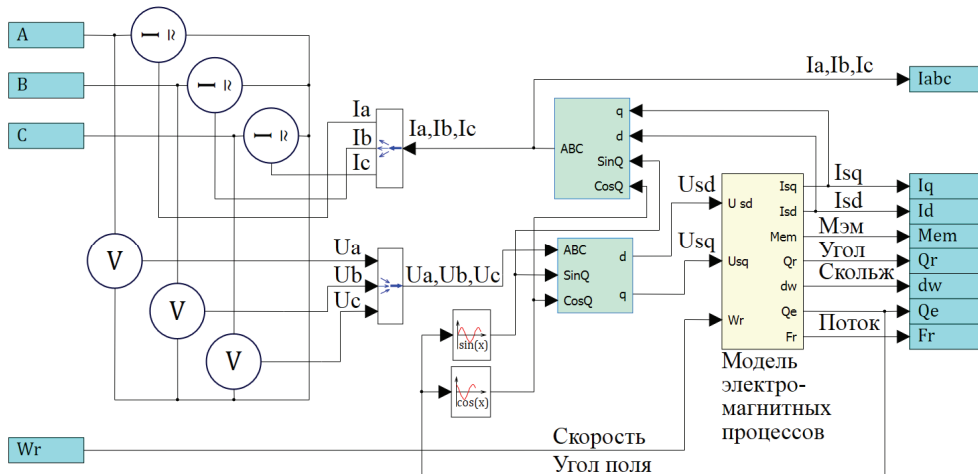 A
B
C
I ≈
I ≈
I ≈
Ia
Ib
Ic
Ia,Ib,Ic
Ia,Ib,Ic
Iabc
q
d
ABC
SinQ
CosQ
V
V
V
Ua
Ub
Uc
Ua,Ub,Uc
ABC
d
SinQ
CosQ
q
sin(x)
cos(x)
Usd
Usq
U sd
Usq
Wr
Isq
Isd
Mem
Qr
dw
Qe
Fr
Isq
Isd
Мэм
Угол
Скольж
Поток
Iq
Id
Mem
Qr
dw
Qe
Fr
Модель
электро-
магнитных
процессов
Wr
Скорость
Угол поля